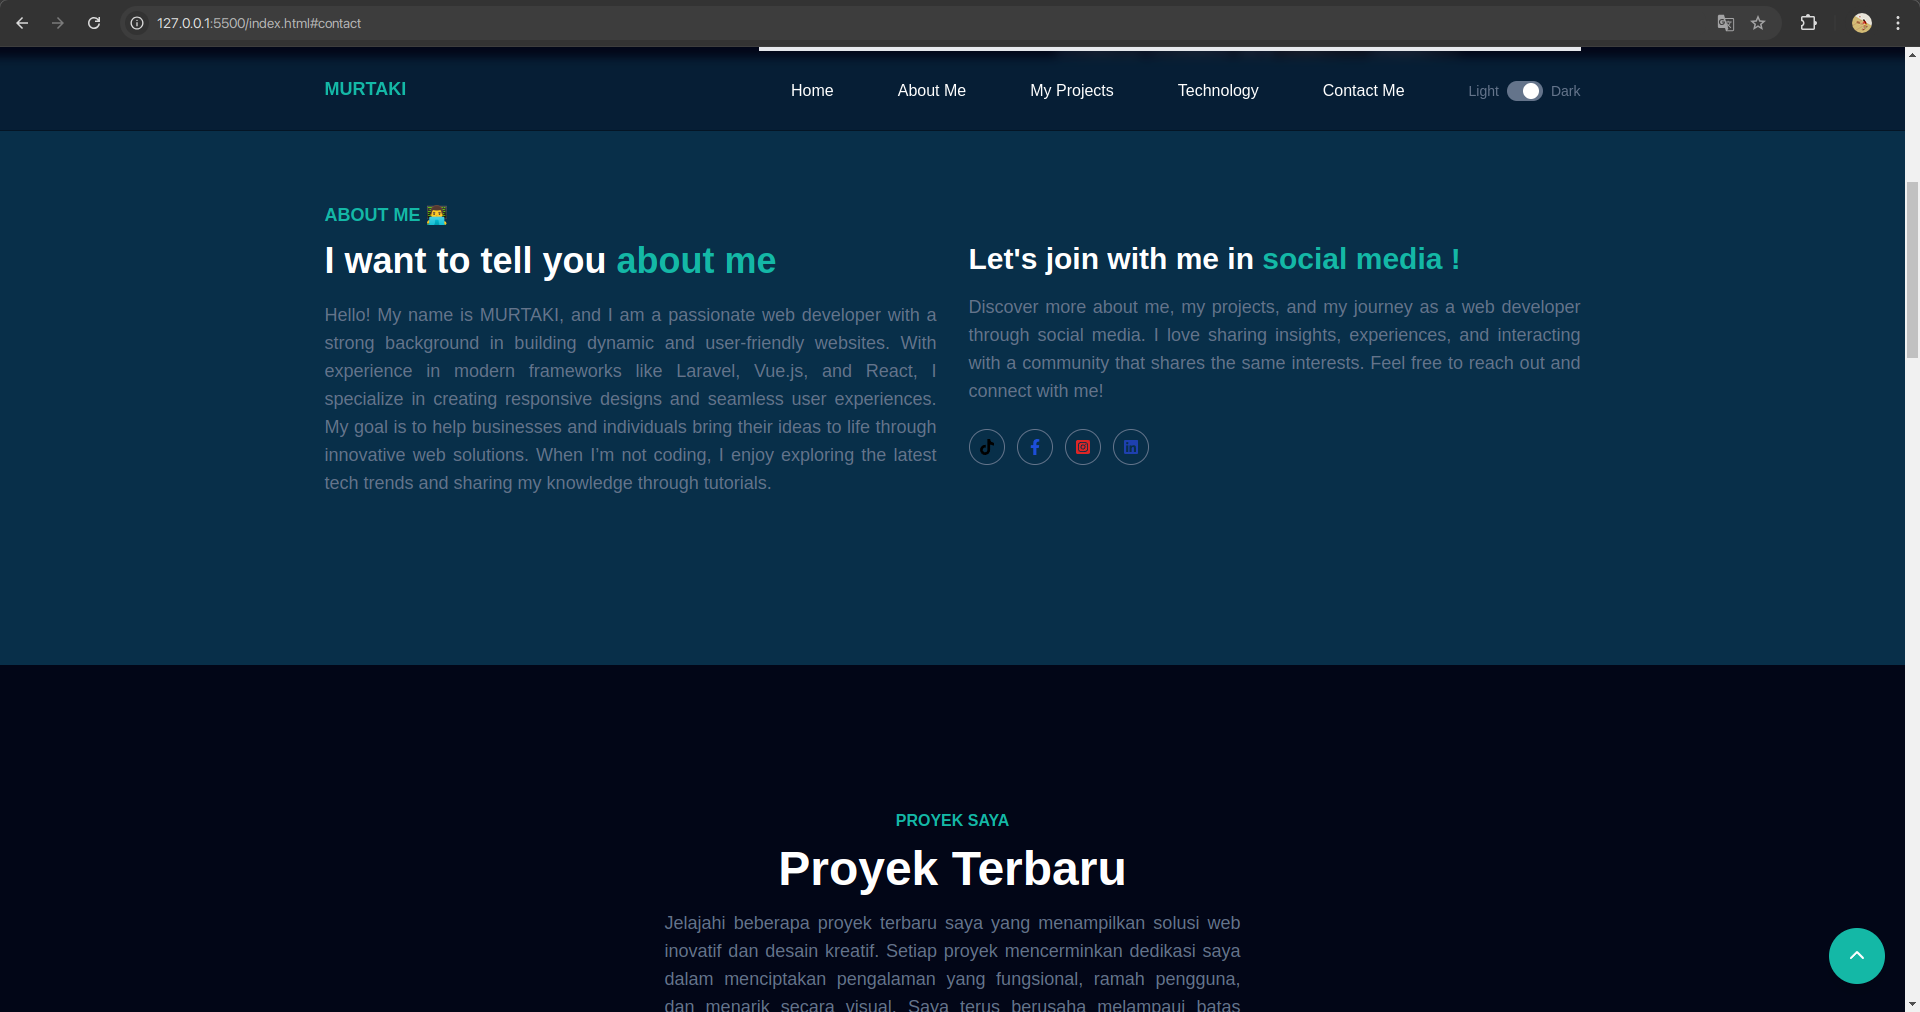 127.0.0.1:5500/index.html#contact
MURTAKI
Home
About Me
My Projects
Technology
Contact Me
Light
Dark
ABOUT ME
I want to tell you about me
Hello! My name is MURTAKI, and I am a passionate web developer with a
strong background in building dynamic and user-friendly websites. With
experience in modern frameworks like Laravel, Vue.js, and React, I
specialize in creating responsive designs and seamless user experiences.
My goal is to help businesses and individuals bring their ideas to life through
innovative web solutions. When I’m not coding, I enjoy exploring the latest
tech trends and sharing my knowledge through tutorials.
Let's join with me in social media !
Discover more about me, my projects, and my journey as a web developer
through social media. I love sharing insights, experiences, and interacting
with a community that shares the same interests. Feel free to reach out and
connect with me!
PROYEK SAYA
Proyek Terbaru
Jelajahi beberapa proyek terbaru saya yang menampilkan solusi web
inovatif dan desain kreatif. Setiap proyek mencerminkan dedikasi saya
dalam menciptakan pengalaman yang fungsional, ramah pengguna,
dan menarik secara visual. Saya terus berusaha melampaui batas